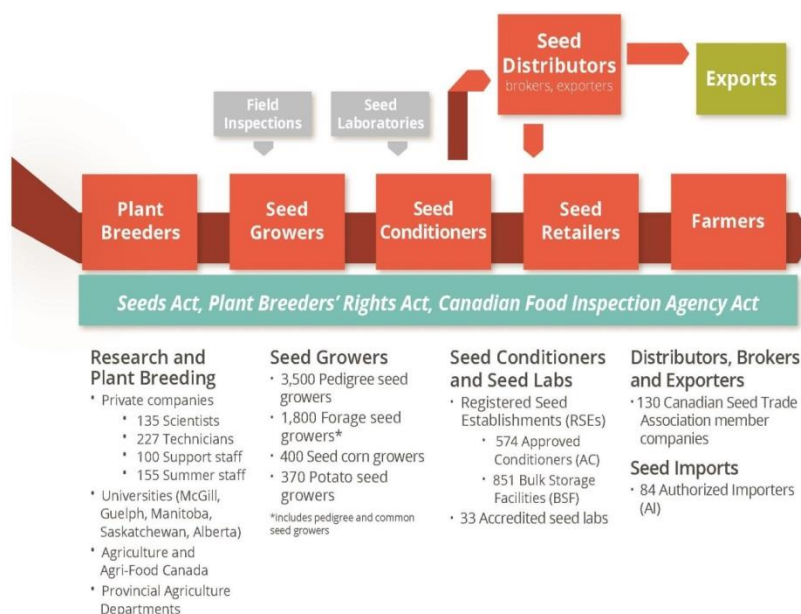 Seed
Distributors
brokers, exporters
Exports
Field
Inspections
Seed
Laboratories
Plant
Breeders
Seed
Growers
Seed
Conditioners
Seed
Retailers
Farmers
Seeds Act, Plant Breeders’ Rights Act, Canadian Food Inspection Agency Act
Research and
Plant Breeding
• Private companies
• 135 Scientists
• 227 Technicians
• 100 Support staff
• 155 Summer staff
• Universities (McGill,
Guelph, Manitoba,
Saskatchewan, Alberta)
• Agriculture and
Agri-Food Canada
• Provincial Agriculture
Departments
Seed Growers
• 3,500 Pedigree seed
growers
• 1,800 Forage seed
growers*
• 400 Seed corn growers
• 370 Potato seed
growers
*includes pedigree and common
seed growers
Seed Conditioners
and Seed Labs
• Registered Seed
Establishments (RSEs)
• 574 Approved
Conditioners (AC)
• 851 Bulk Storage
Facilities (BSF)
• 33 Accredited seed labs
Distributors, Brokers
and Exporters
• 130 Canadian Seed Trade
Association member
companies
Seed Imports
• 84 Authorized Importers
(AI)